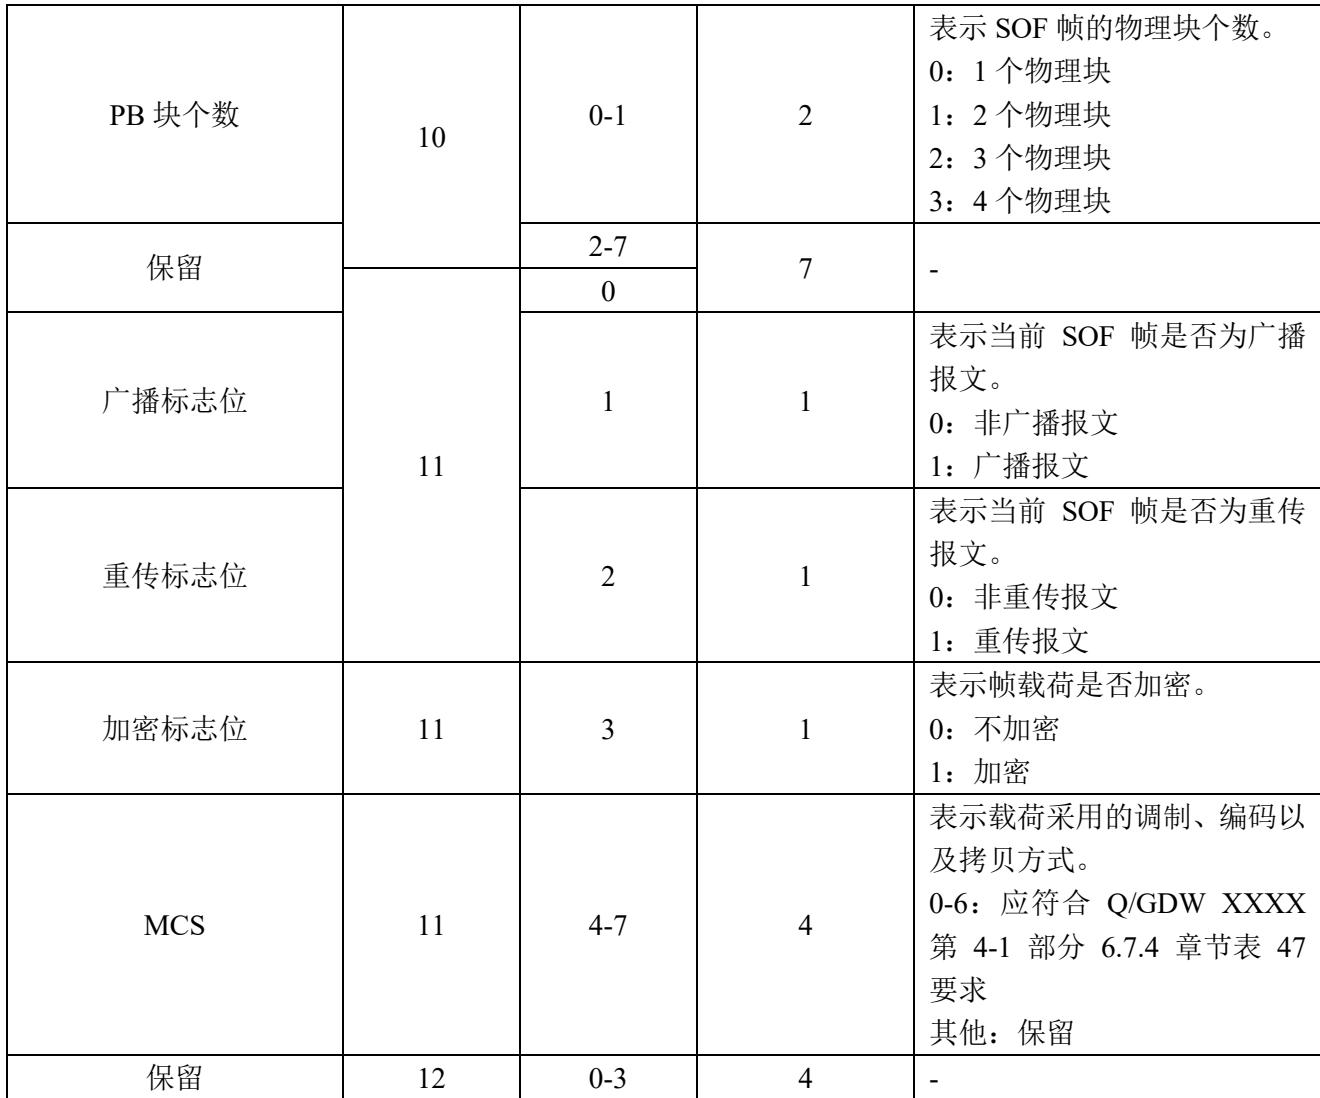 PB 块个数
10
0-1
2
表示 SOF 帧的物理块个数。
0：1 个物理块
1：2 个物理块
2：3 个物理块
3：4 个物理块
保留
2-7
7
-
0
广播标志位
11
1
1
表示当前 SOF 帧是否为广播
报文。
0：非广播报文
1：广播报文
重传标志位
2
1
表示当前 SOF 帧是否为重传
报文。
0：非重传报文
1：重传报文
加密标志位
11
3
1
表示帧载荷是否加密。
0：不加密
1：加密
MCS
11
4-7
4
表示载荷采用的调制、编码以
及拷贝方式。
0-6：应符合 Q/GDW XXXX
第 4-1 部分 6.7.4 章节表 47
要求
其他：保留
保留
12
0-3
4
-